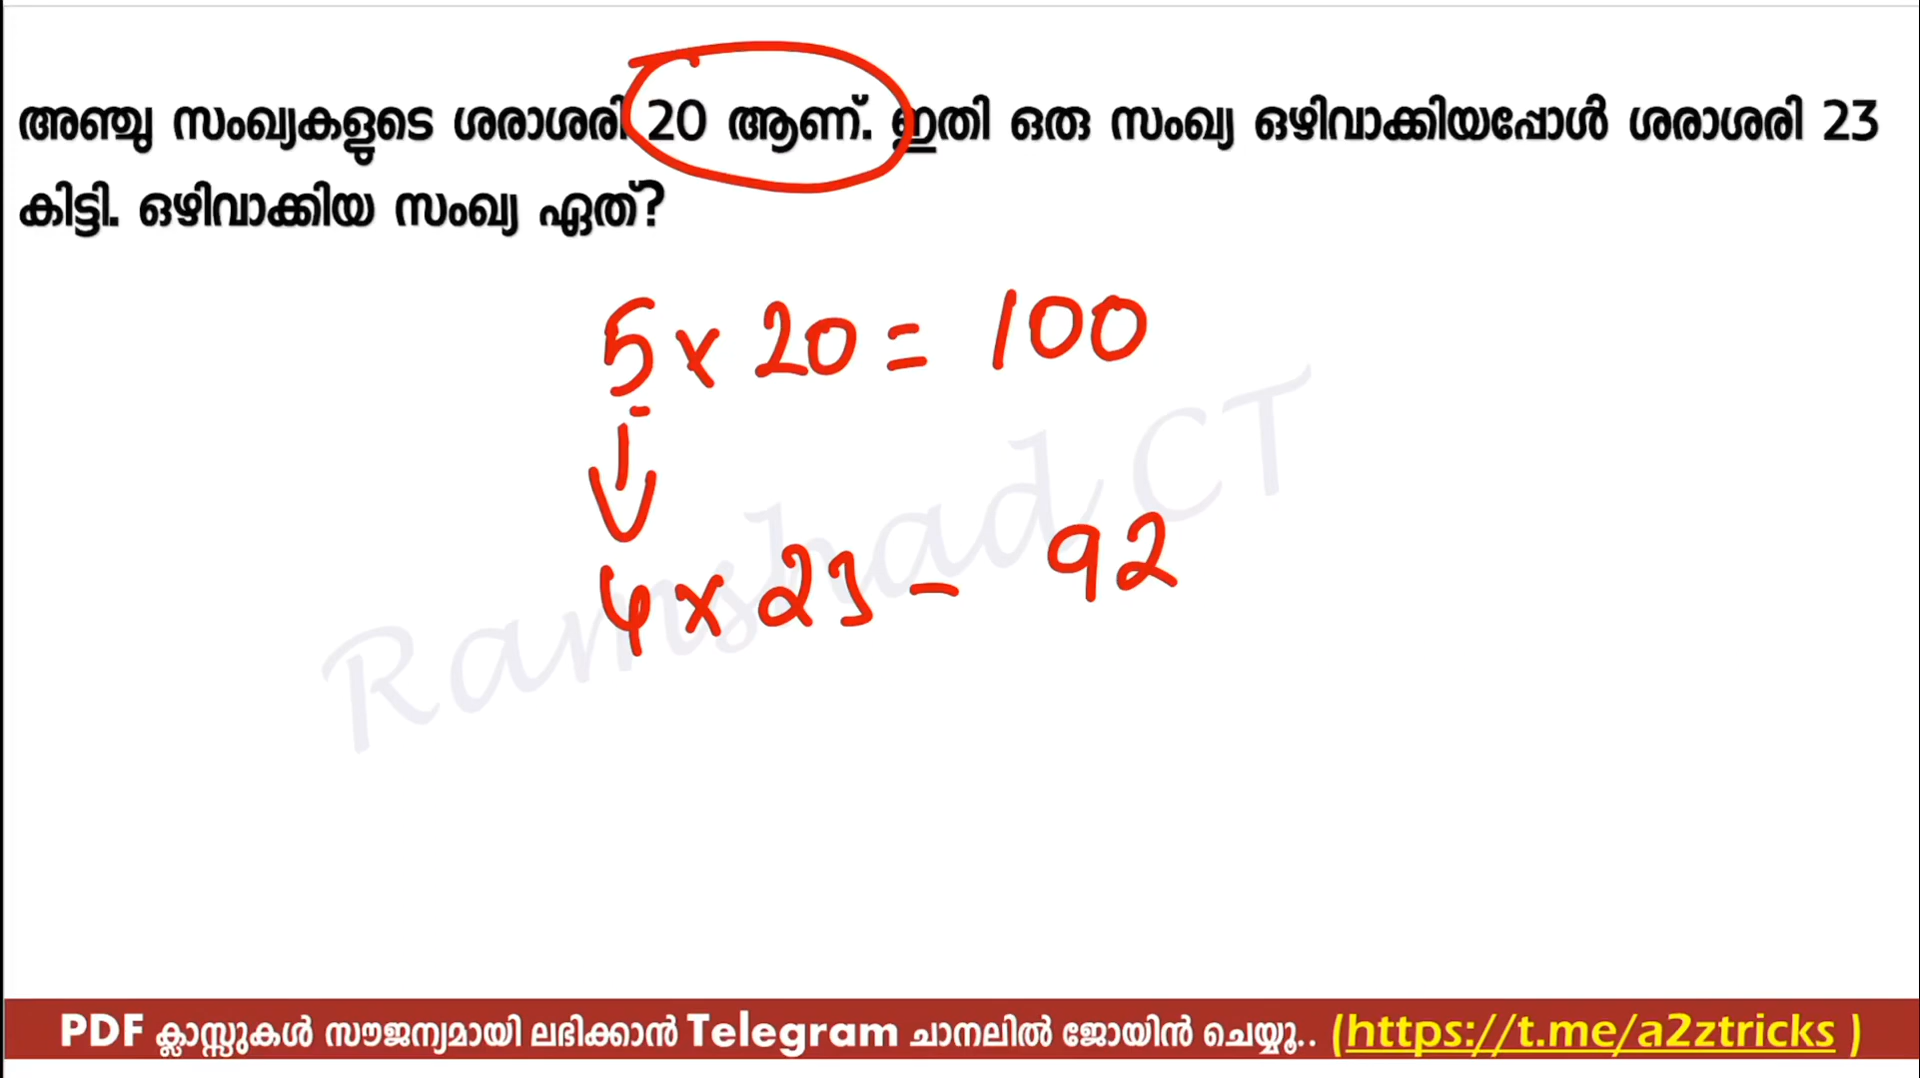 അഞ്ചു സംഖ്യകളുടെ ശരാശരി 20 ആണ്. ഇതി ഒരു സംഖ്യ ഒഴിവാക്കിയപ്പോൾ ശരാശരി 23
കിട്ടി. ഒഴിവാക്കിയ സംഖ്യ ഏത്?
5 x 20 = 100
4 x 23 - 92
Ramshad CT
PDF ക്ലാസ്സുകൾ സൗജന്യമായി ലഭിക്കാൻ Telegram ചാനലിൽ ജോയിൻ ചെയ്യൂ.. (https://t.me/a2ztricks )